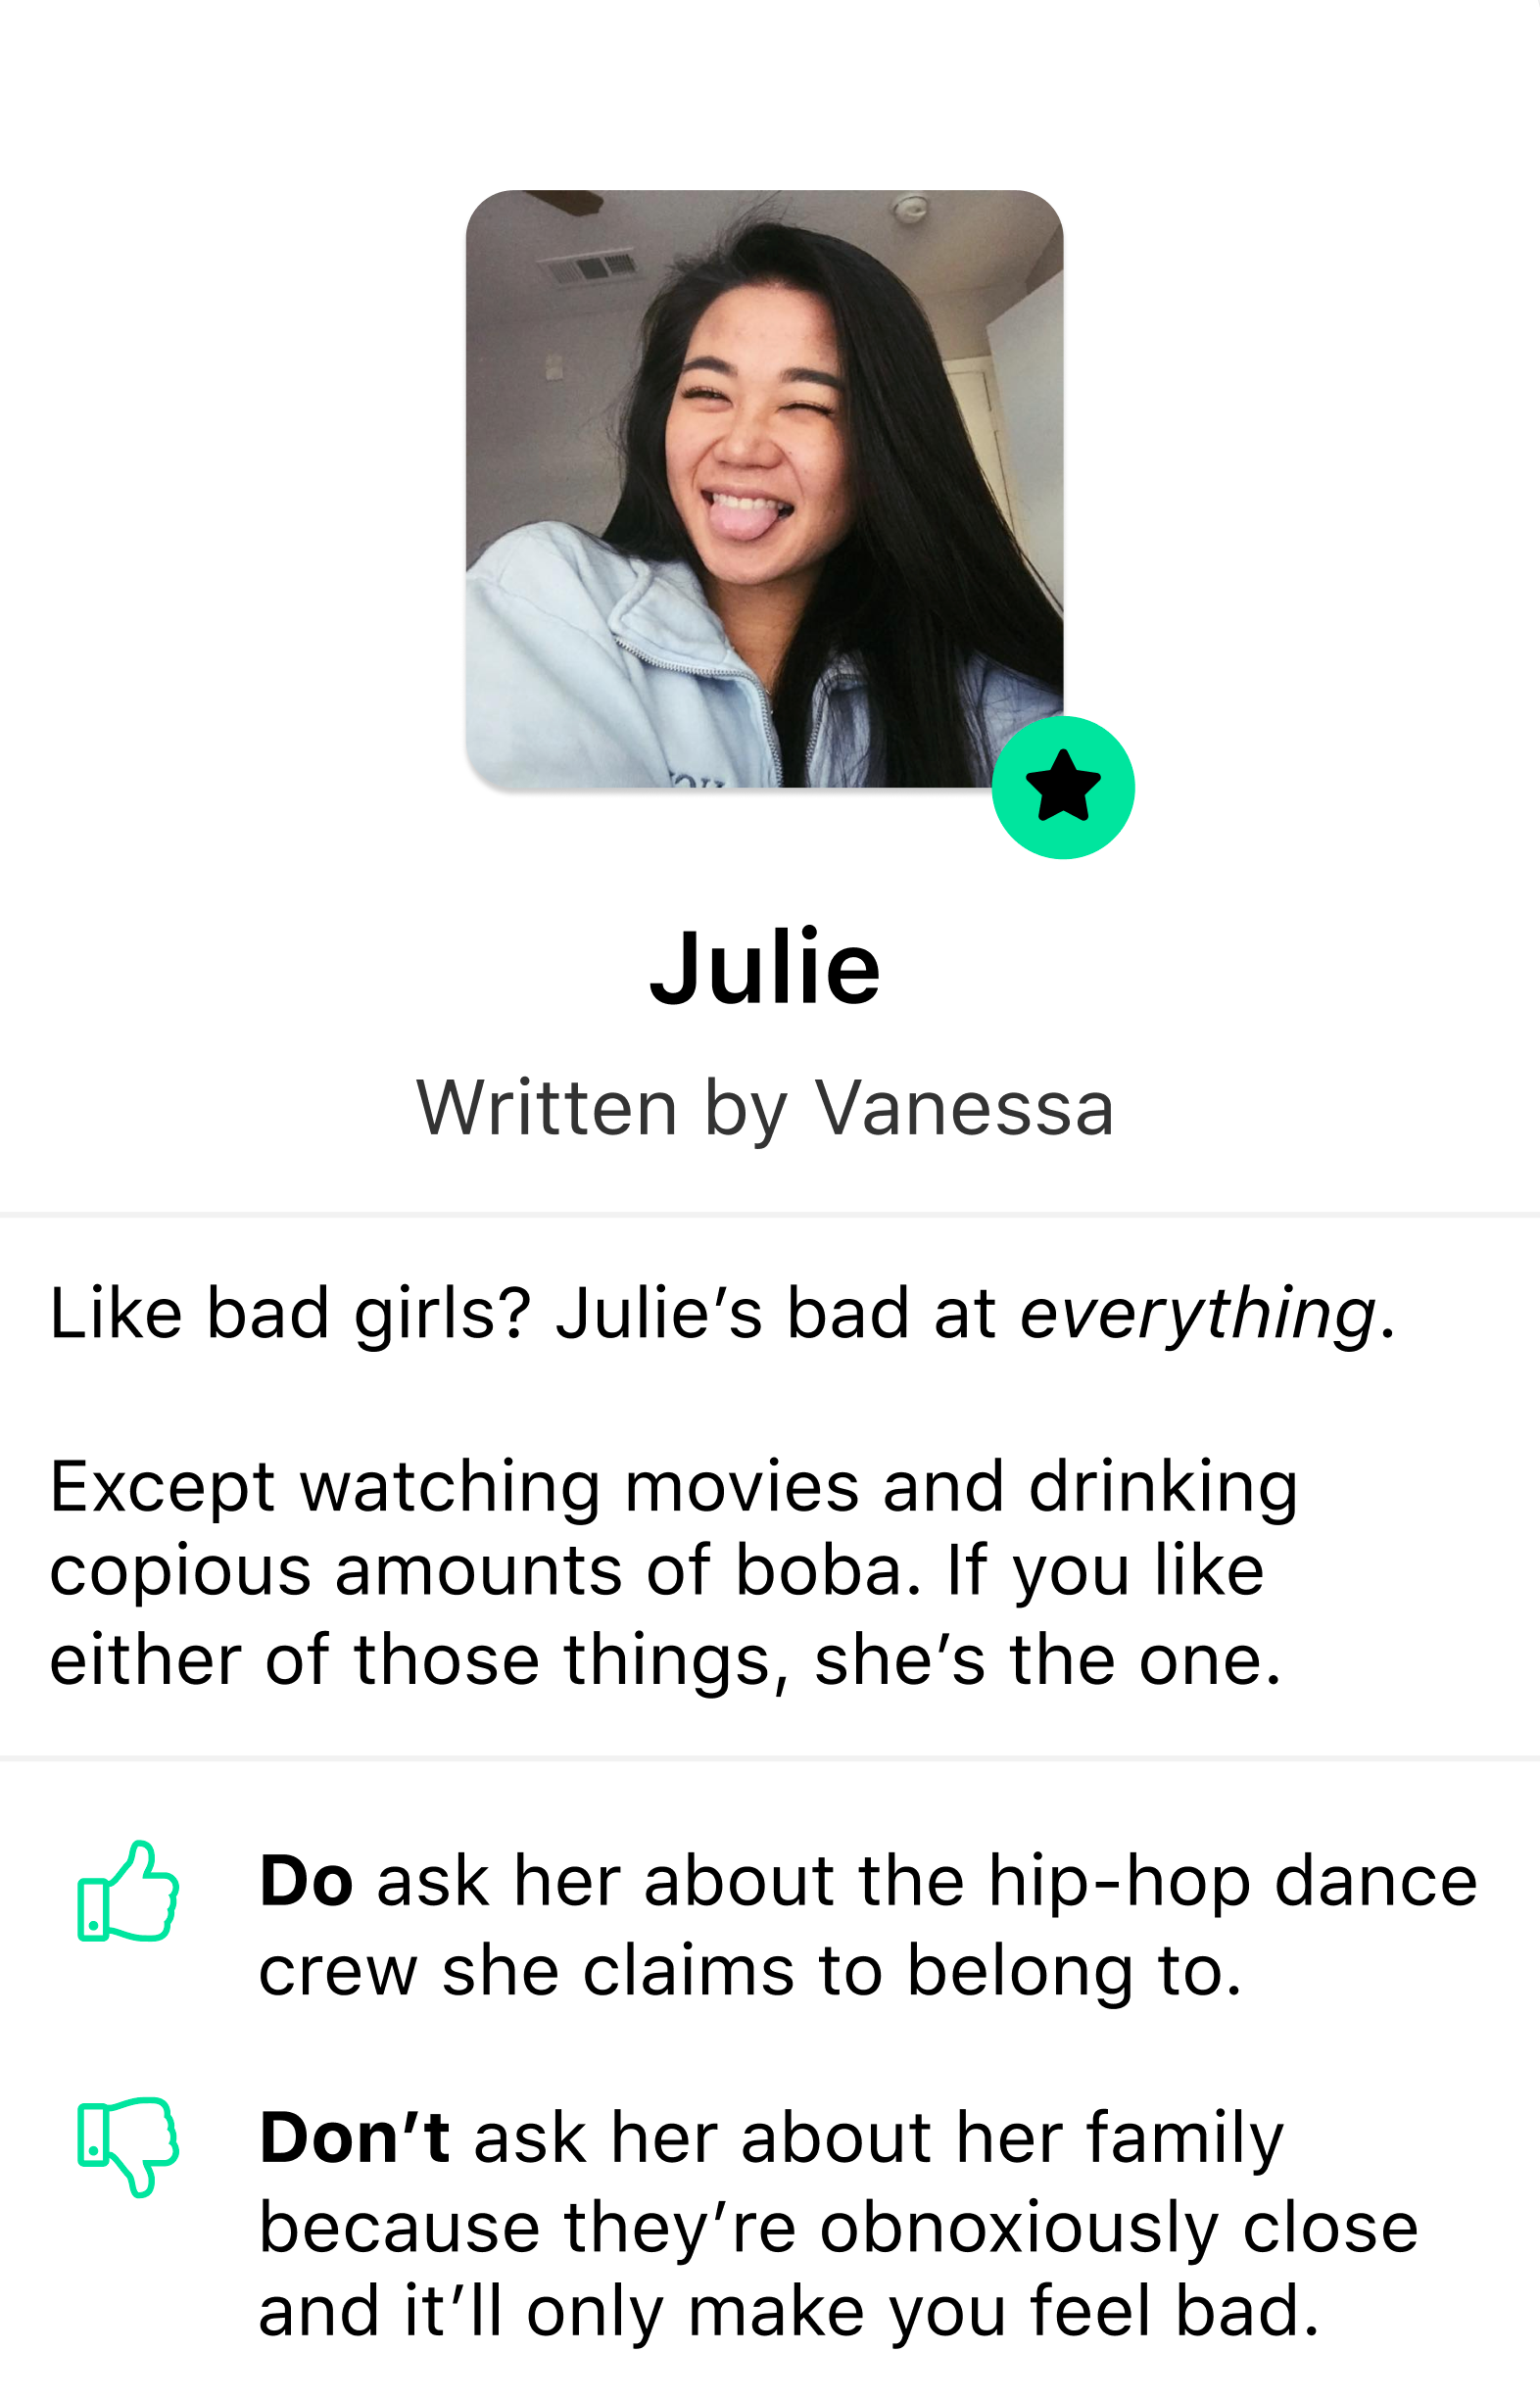 Julie
Written by Vanessa
Like bad girls? Julie’s bad at everything.
Except watching movies and drinking
copious amounts of boba. If you like
either of those things, she’s the one.
Do ask her about the hip-hop dance
crew she claims to belong to.
Don’t ask her about her family
because they’re obnoxiously close
and it’ll only make you feel bad.